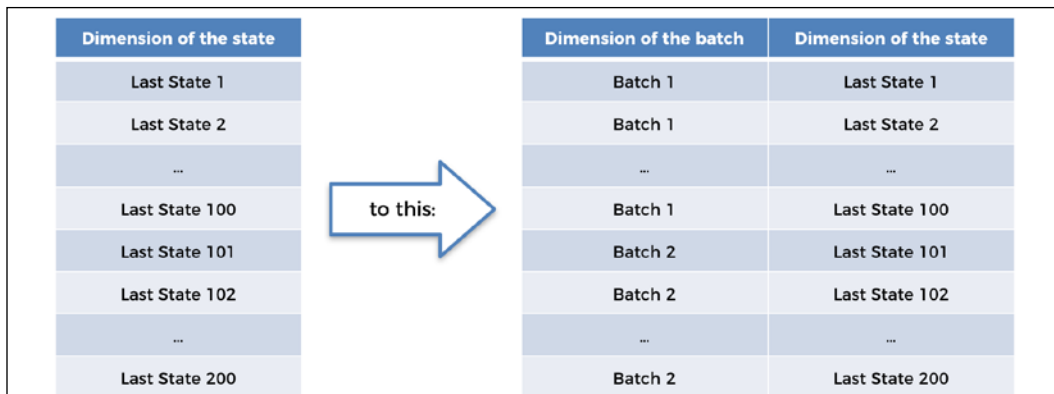 Dimension of the state
Last State 1
Last State 2
...
Last State 100
Last State 101
Last State 102
...
Last State 200
to this:
Dimension of the batch Dimension of the state
Batch 1 Last State 1
Batch 1 Last State 2
... ...
Batch 1 Last State 100
Batch 2 Last State 101
Batch 2 Last State 102
... ...
Batch 2 Last State 200